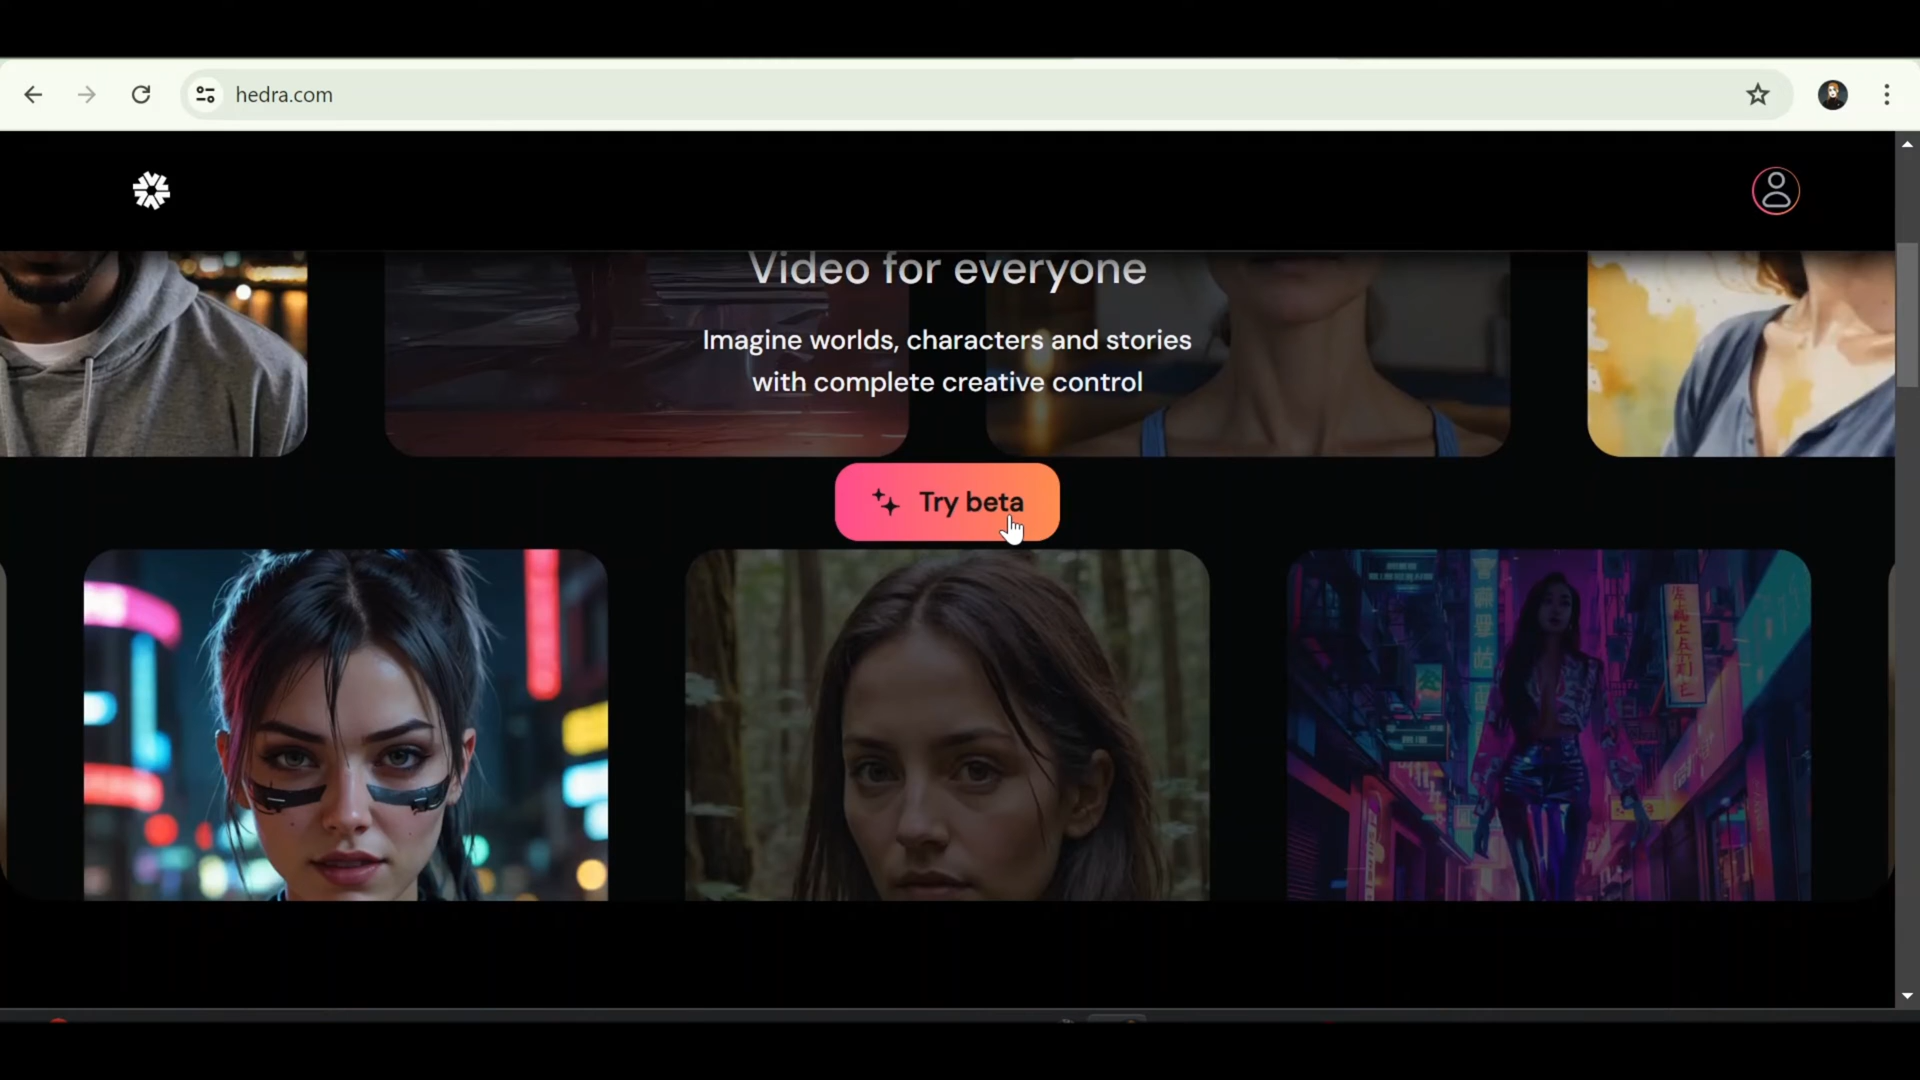 hedra.com
Video for everyone
Imagine worlds, characters and stories
with complete creative control
Try beta